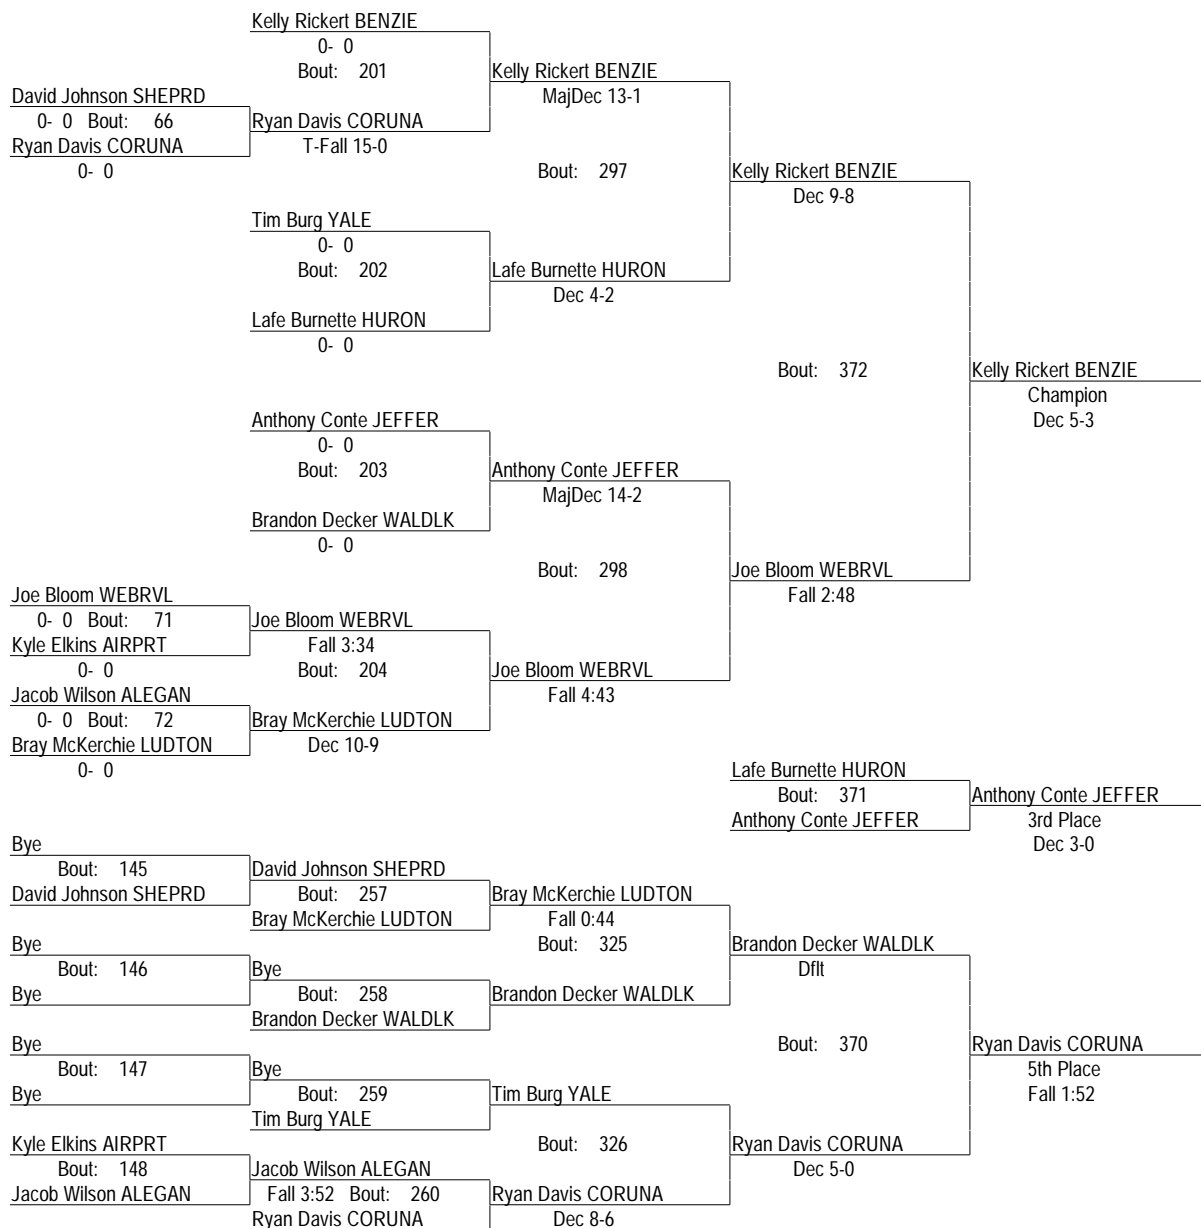 Kelly Rickert BENZIE
0- 0
Bout: 201
Kelly Rickert BENZIE
David Johnson SHEPRD
MajDec 13-1
0- 0 Bout: 66
Ryan Davis CORUNA
Ryan Davis CORUNA
T-Fall 15-0
0- 0
Bout: 297
Kelly Rickert BENZIE
Dec 9-8
Tim Burg YALE
0- 0
Bout: 202
Lafe Burnette HURON
Dec 4-2
Lafe Burnette HURON
0- 0
Bout: 372
Kelly Rickert BENZIE
Champion
Dec 5-3
Anthony Conte JEFFER
0- 0
Bout: 203
Anthony Conte JEFFER
MajDec 14-2
Brandon Decker WALDLK
0- 0
Bout: 298
Joe Bloom WEBRVL
Fall 2:48
Joe Bloom WEBRVL
0- 0 Bout: 71
Joe Bloom WEBRVL
Kyle Elkins AIRPRT
Fall 3:34
0- 0
Bout: 204
Joe Bloom WEBRVL
Fall 4:43
Jacob Wilson ALEGAN
0- 0 Bout: 72
Bray McKerchie LUDTON
Bray McKerchie LUDTON
Dec 10-9
0- 0
Lafe Burnette HURON
Bout: 371
Anthony Conte JEFFER
Anthony Conte JEFFER
3rd Place
Dec 3-0
Bye
Bout: 145
David Johnson SHEPRD
David Johnson SHEPRD
Bout: 257
Bray McKerchie LUDTON
Bray McKerchie LUDTON
Fall 0:44
Bye
Bout: 325
Brandon Decker WALDLK
Bout: 146
Bye
Dflt
Bye
Bout: 258
Brandon Decker WALDLK
Brandon Decker WALDLK
Bye
Bout: 370
Ryan Davis CORUNA
Bout: 147
Bye
5th Place
Bye
Bout: 259
Tim Burg YALE
Fall 1:52
Tim Burg YALE
Kyle Elkins AIRPRT
Bout: 326
Ryan Davis CORUNA
Bout: 148
Jacob Wilson ALEGAN
Dec 5-0
Jacob Wilson ALEGAN
Fall 3:52 Bout: 260
Ryan Davis CORUNA
Ryan Davis CORUNA
Dec 8-6